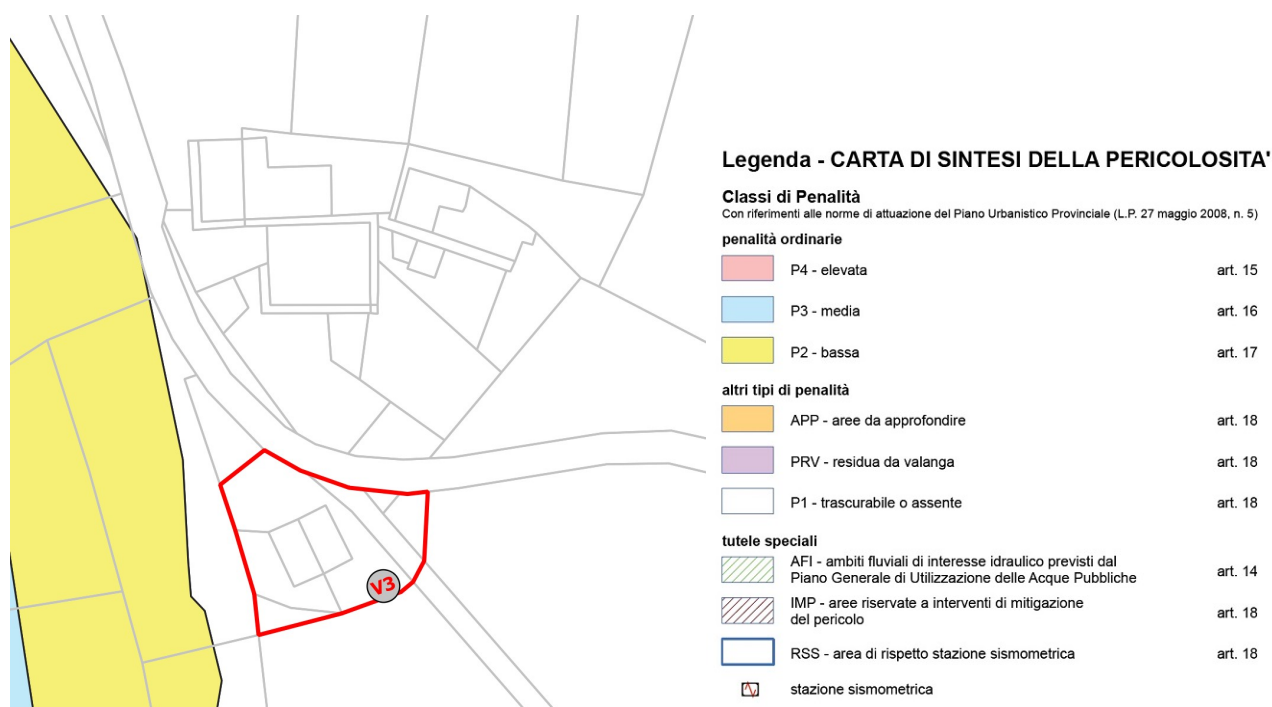 V3
Legenda - CARTA DI SINTESI DELLA PERICOLOSITA'
Classi di Penalità
Con riferimenti alle norme di attuazione del Piano Urbanistico Provinciale (L.P. 27 maggio 2008, n. 5)
penalità ordinarie
P4 - elevata art. 15
P3 - media art. 16
P2 - bassa art. 17
altri tipi di penalità
APP - aree da approfondire art. 18
PRV - residua da valanga art. 18
P1 - trascurabile o assente art. 18
tutele speciali
AFI - ambiti fluviali di interesse idraulico previsti dal
Piano Generale di Utilizzazione delle Acque Pubbliche art. 14
IMP - aree riservate a interventi di mitigazione
del pericolo art. 18
RSS - area di rispetto stazione sismometrica art. 18
stazione sismometrica